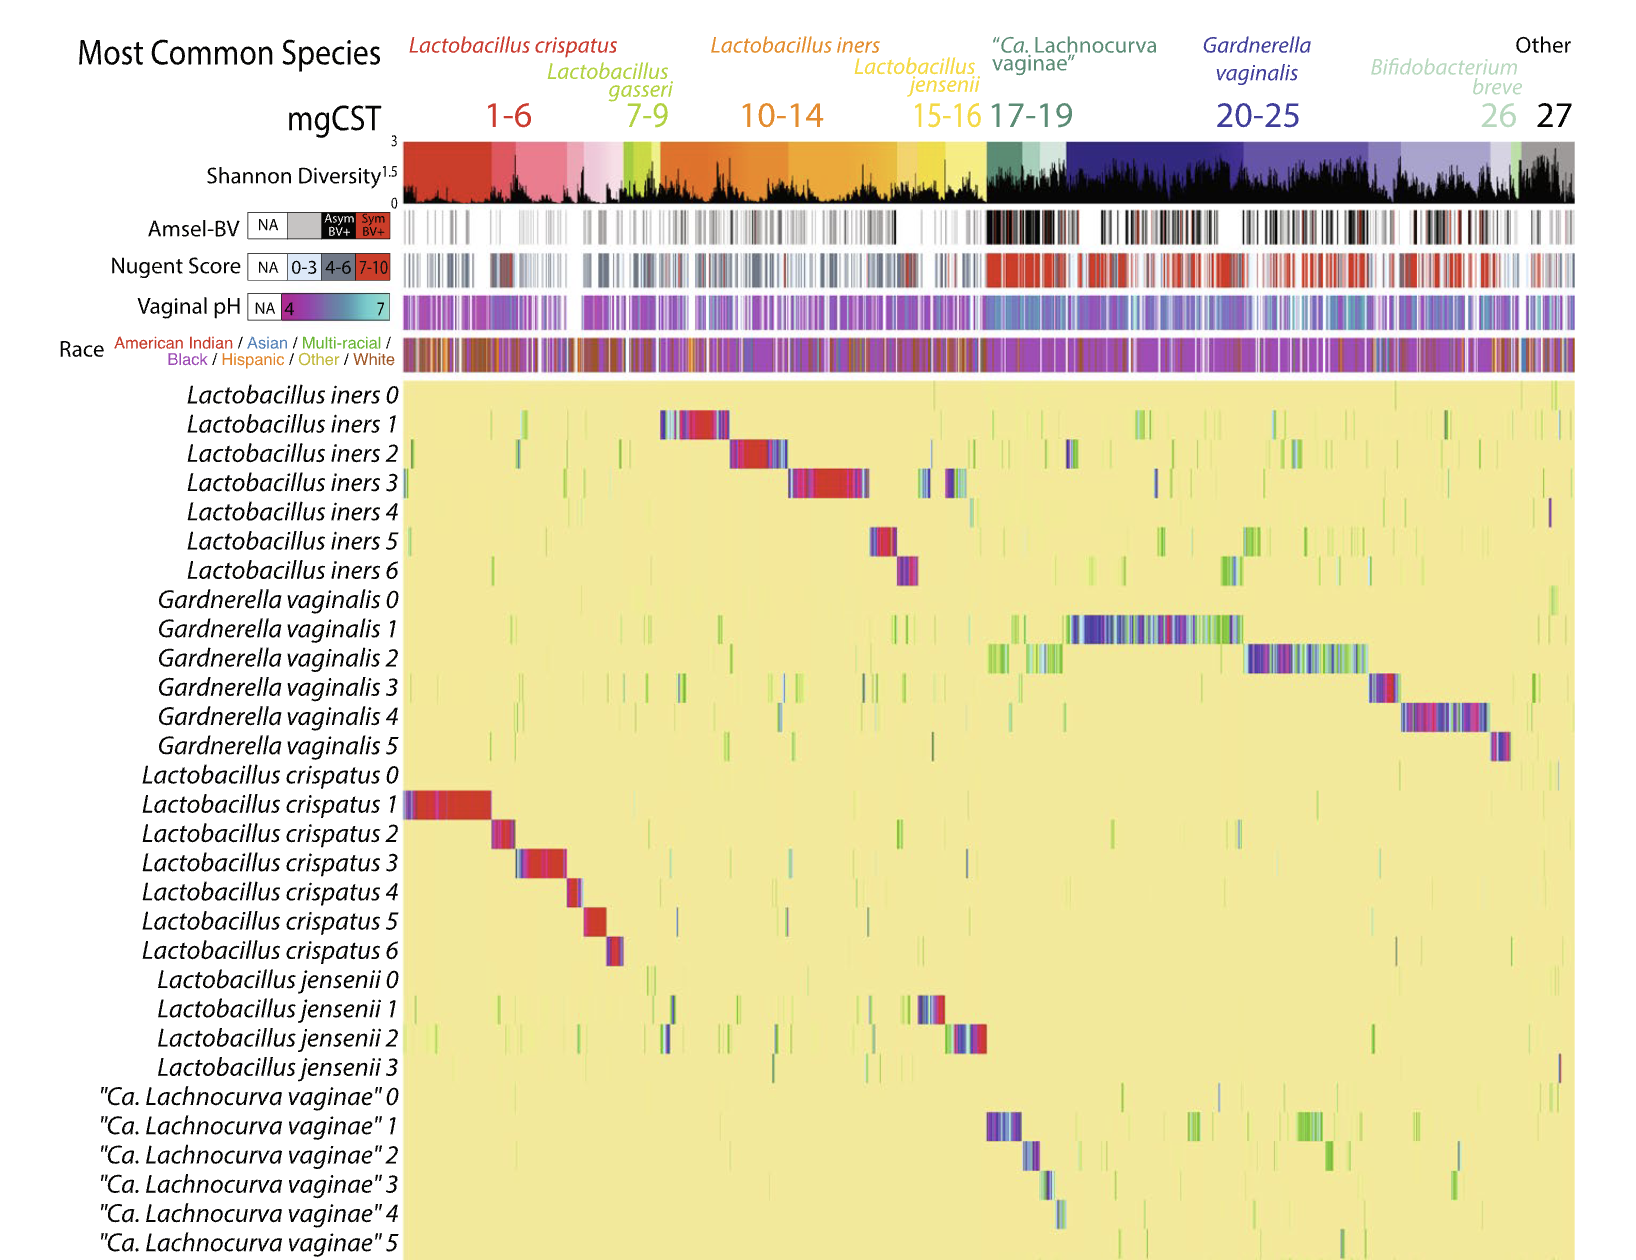 Most Common Species
Lactobacillus crispatus
Lactobacillus gasseri
Lactobacillus iners
Lactobacillus jensenii
"Ca. Lachnocurva vaginae"
Gardnerella vaginalis
Bifidobacterium breve
Other
mgCST 1-6 7-9 10-14 15-16 17-19 20-25 26 27
Shannon Diversity 3 1.5 0
Amsel-BV NA Asym BV+ Sym BV+
Nugent Score NA 0-3 4-6 7-10
Vaginal pH NA 4 7
Race American Indian / Asian / Multi-racial /
Black / Hispanic / Other / White
Lactobacillus iners 0
Lactobacillus iners 1
Lactobacillus iners 2
Lactobacillus iners 3
Lactobacillus iners 4
Lactobacillus iners 5
Lactobacillus iners 6
Gardnerella vaginalis 0
Gardnerella vaginalis 1
Gardnerella vaginalis 2
Gardnerella vaginalis 3
Gardnerella vaginalis 4
Gardnerella vaginalis 5
Lactobacillus crispatus 0
Lactobacillus crispatus 1
Lactobacillus crispatus 2
Lactobacillus crispatus 3
Lactobacillus crispatus 4
Lactobacillus crispatus 5
Lactobacillus crispatus 6
Lactobacillus jensenii 0
Lactobacillus jensenii 1
Lactobacillus jensenii 2
Lactobacillus jensenii 3
"Ca. Lachnocurva vaginae" 0
"Ca. Lachnocurva vaginae" 1
"Ca. Lachnocurva vaginae" 2
"Ca. Lachnocurva vaginae" 3
"Ca. Lachnocurva vaginae" 4
"Ca. Lachnocurva vaginae" 5